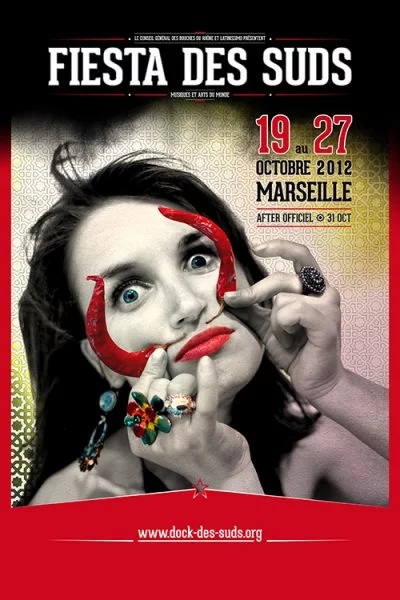 LE CONSEIL GÉNÉRAL DES BOUCHES DU RHÔNE ET LATINISSIMO PRÉSENTENT
FIESTA DES SUDS
MUSIQUES ET ARTS DU MONDE
19 au 27
OCTOBRE 2012
MARSEILLE
AFTER OFFICIEL 31 OCT
www.dock-des-suds.org